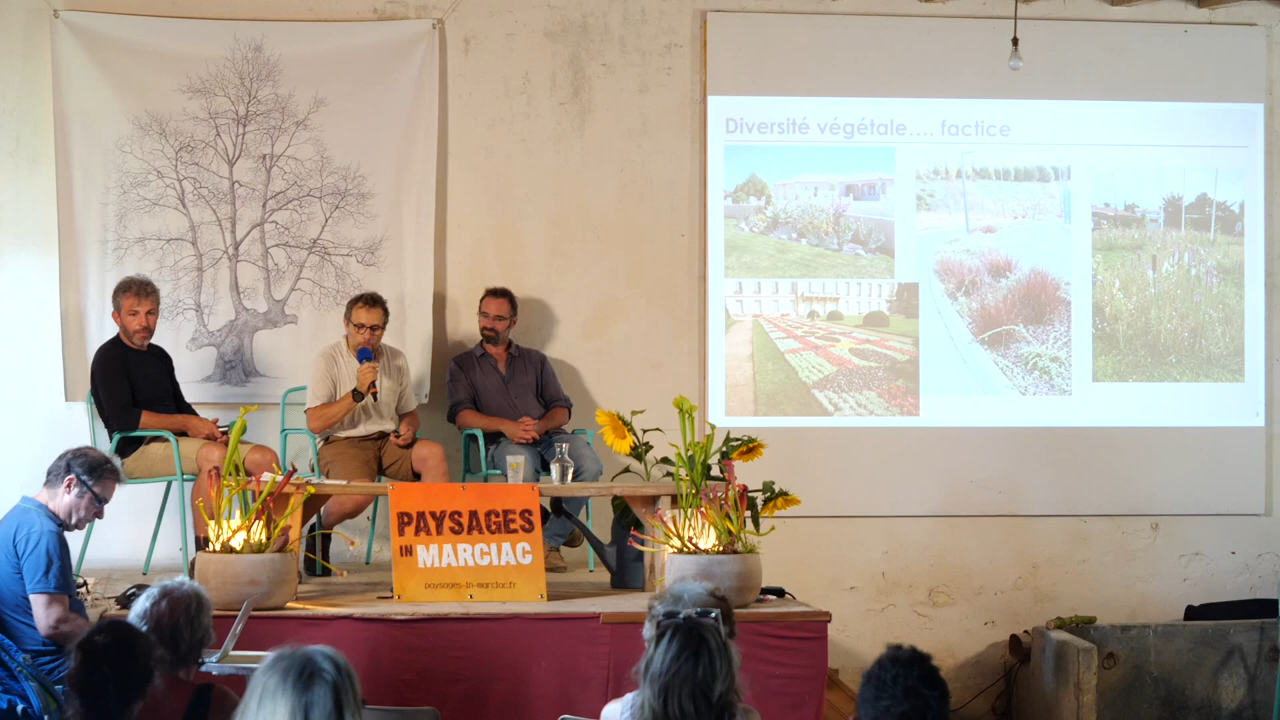 Diversité végétale.... factice
PAYSAGES
IN MARCIAC
paysages-in-marciac.fr